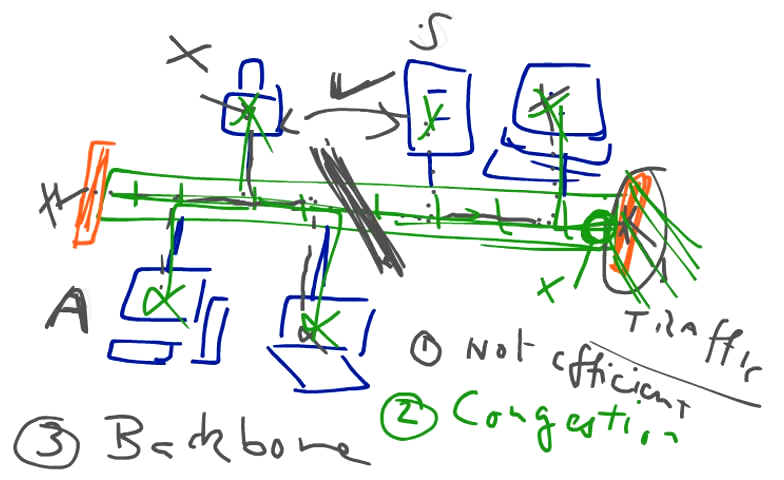 X S
A
X
Traffic
① Not efficient
② Congestion
③ Backbone